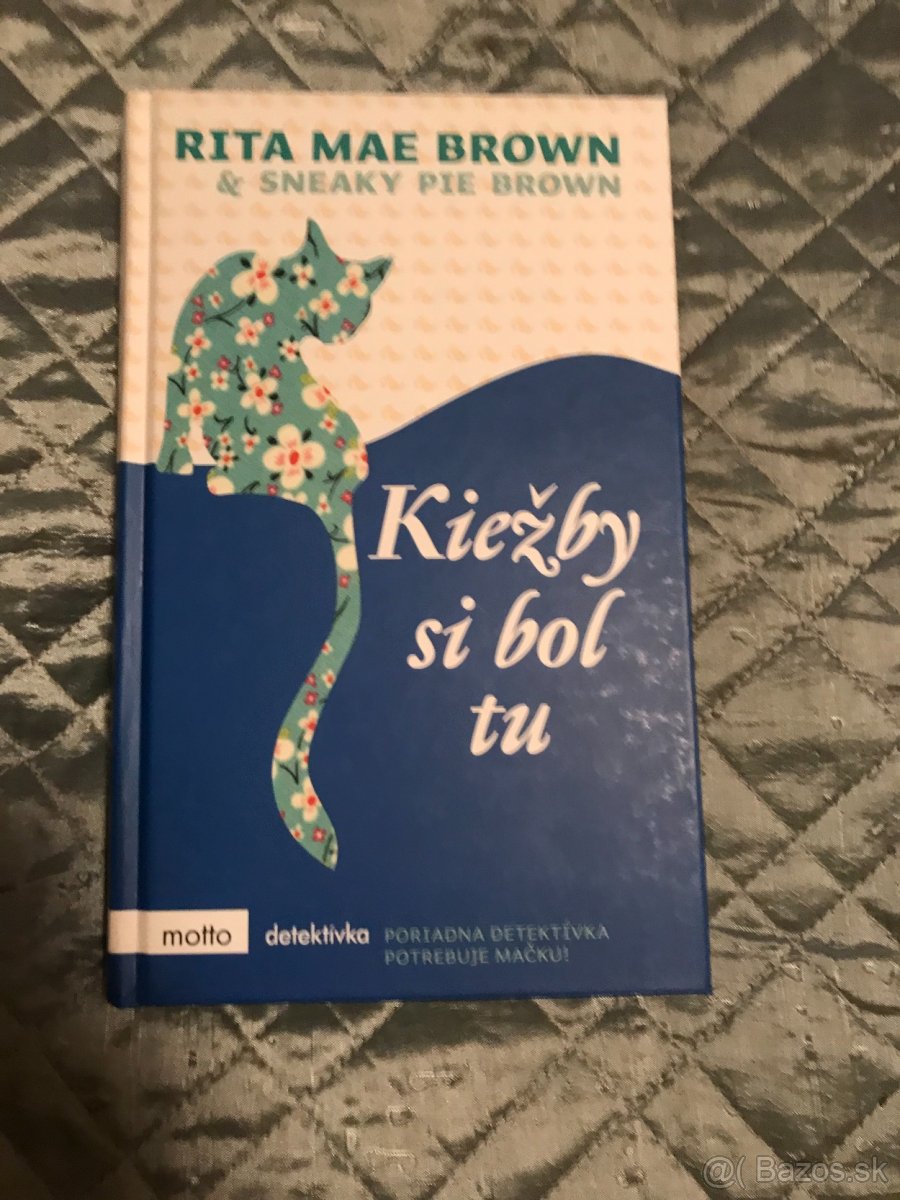 RITA MAE BROWN
& SNEAKY PIE BROWN
Kiežby
si bol
tu
motto
detektívka
PORIADNA DETEKTÍVKA
POTREBUJE MAČKU!
@( Bazos.sk